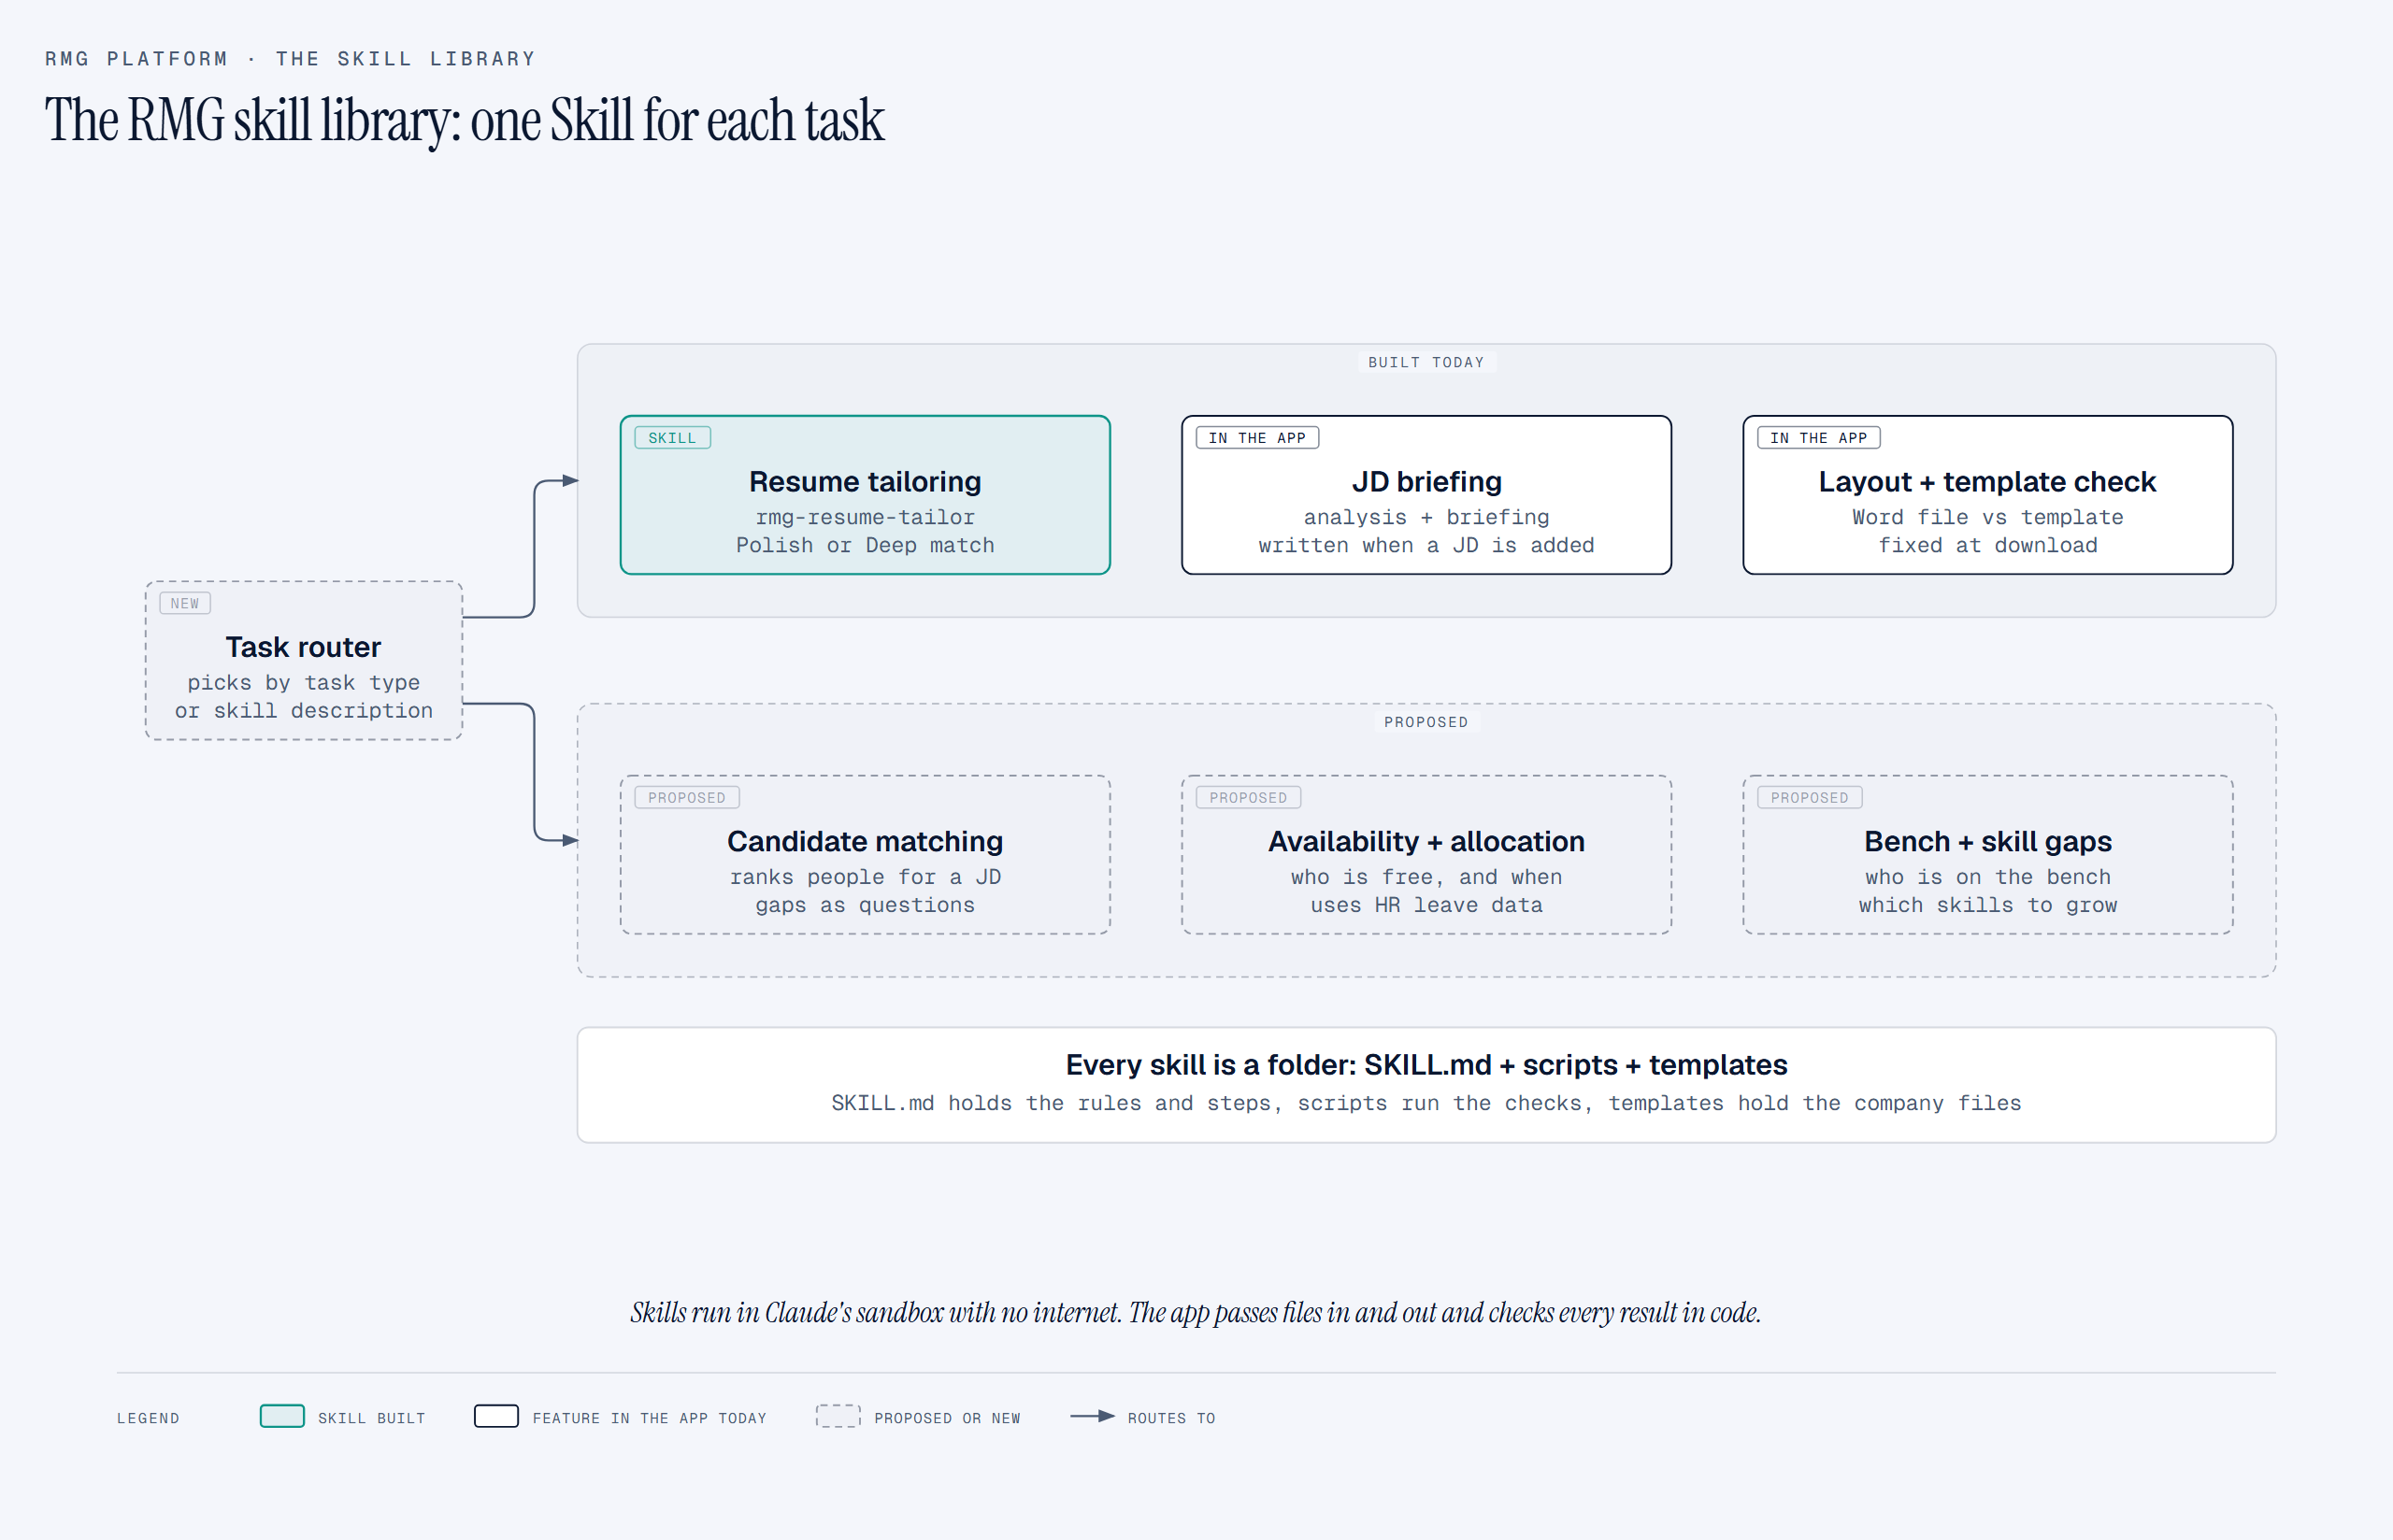 RMG PLATFORM · THE SKILL LIBRARY
The RMG skill library: one Skill for each task
BUILT TODAY
SKILL
Resume tailoring
rmg-resume-tailor
Polish or Deep match
IN THE APP
JD briefing
analysis + briefing
written when a JD is added
IN THE APP
Layout + template check
Word file vs template
fixed at download
NEW
Task router
picks by task type
or skill description
PROPOSED
PROPOSED
Candidate matching
ranks people for a JD
gaps as questions
PROPOSED
Availability + allocation
who is free, and when
uses HR leave data
PROPOSED
Bench + skill gaps
who is on the bench
which skills to grow
Every skill is a folder: SKILL.md + scripts + templates
SKILL.md holds the rules and steps, scripts run the checks, templates hold the company files
Skills run in Claude's sandbox with no internet. The app passes files in and out and checks every result in code.
LEGEND
SKILL BUILT
FEATURE IN THE APP TODAY
PROPOSED OR NEW
ROUTES TO